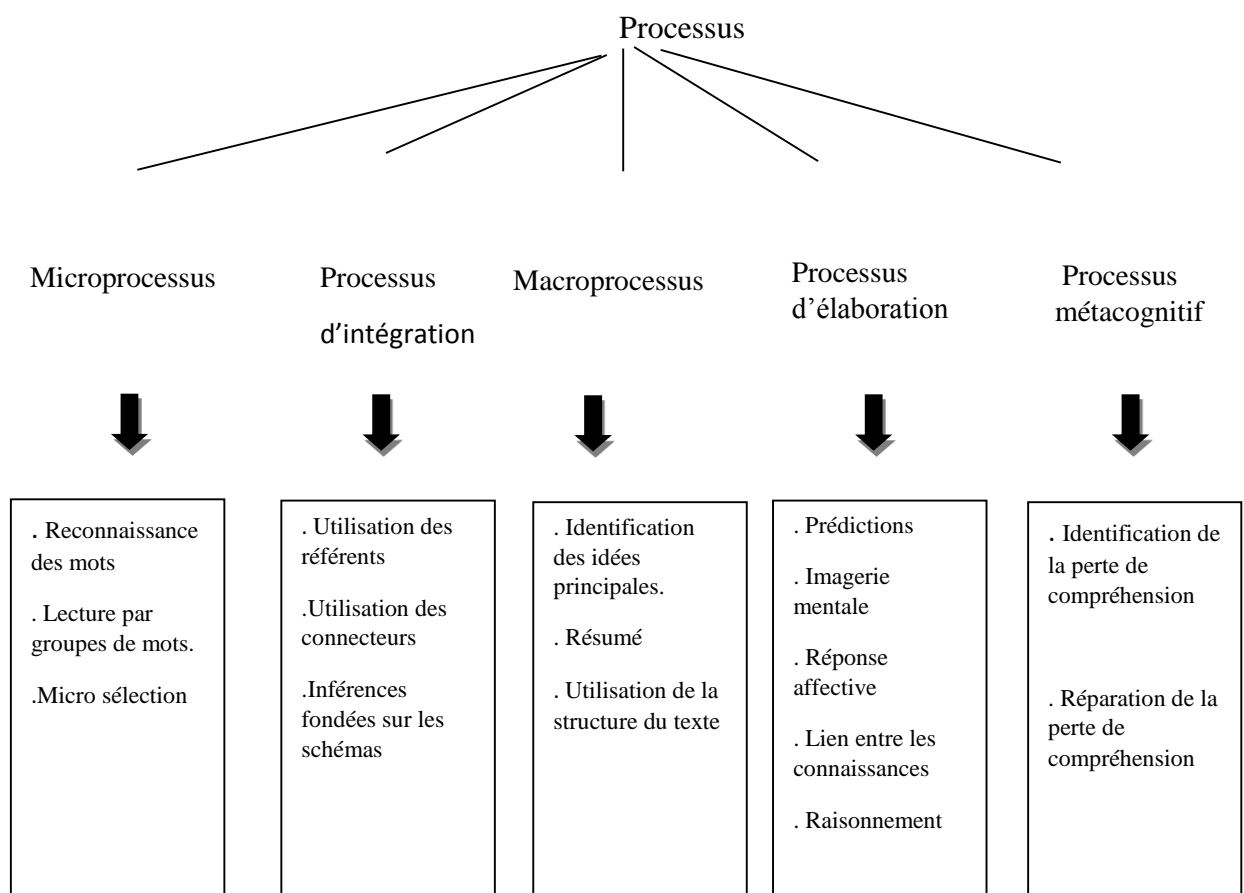 Processus
Microprocessus
Processus
d'intégration
Macroprocessus
Processus
d'élaboration
Processus
métacognitif
. Reconnaissance
des mots
. Lecture par
groupes de mots.
.Micro sélection
. Utilisation des
référents
.Utilisation des
connecteurs
.Inférences
fondées sur les
schémas
. Identification
des idées
principales.
. Résumé
. Utilisation de la
structure du texte
. Prédictions
. Imagerie
mentale
. Réponse
affective
. Lien entre les
connaissances
. Raisonnement
. Identification de
la perte de
compréhension
. Réparation de la
perte de
compréhension